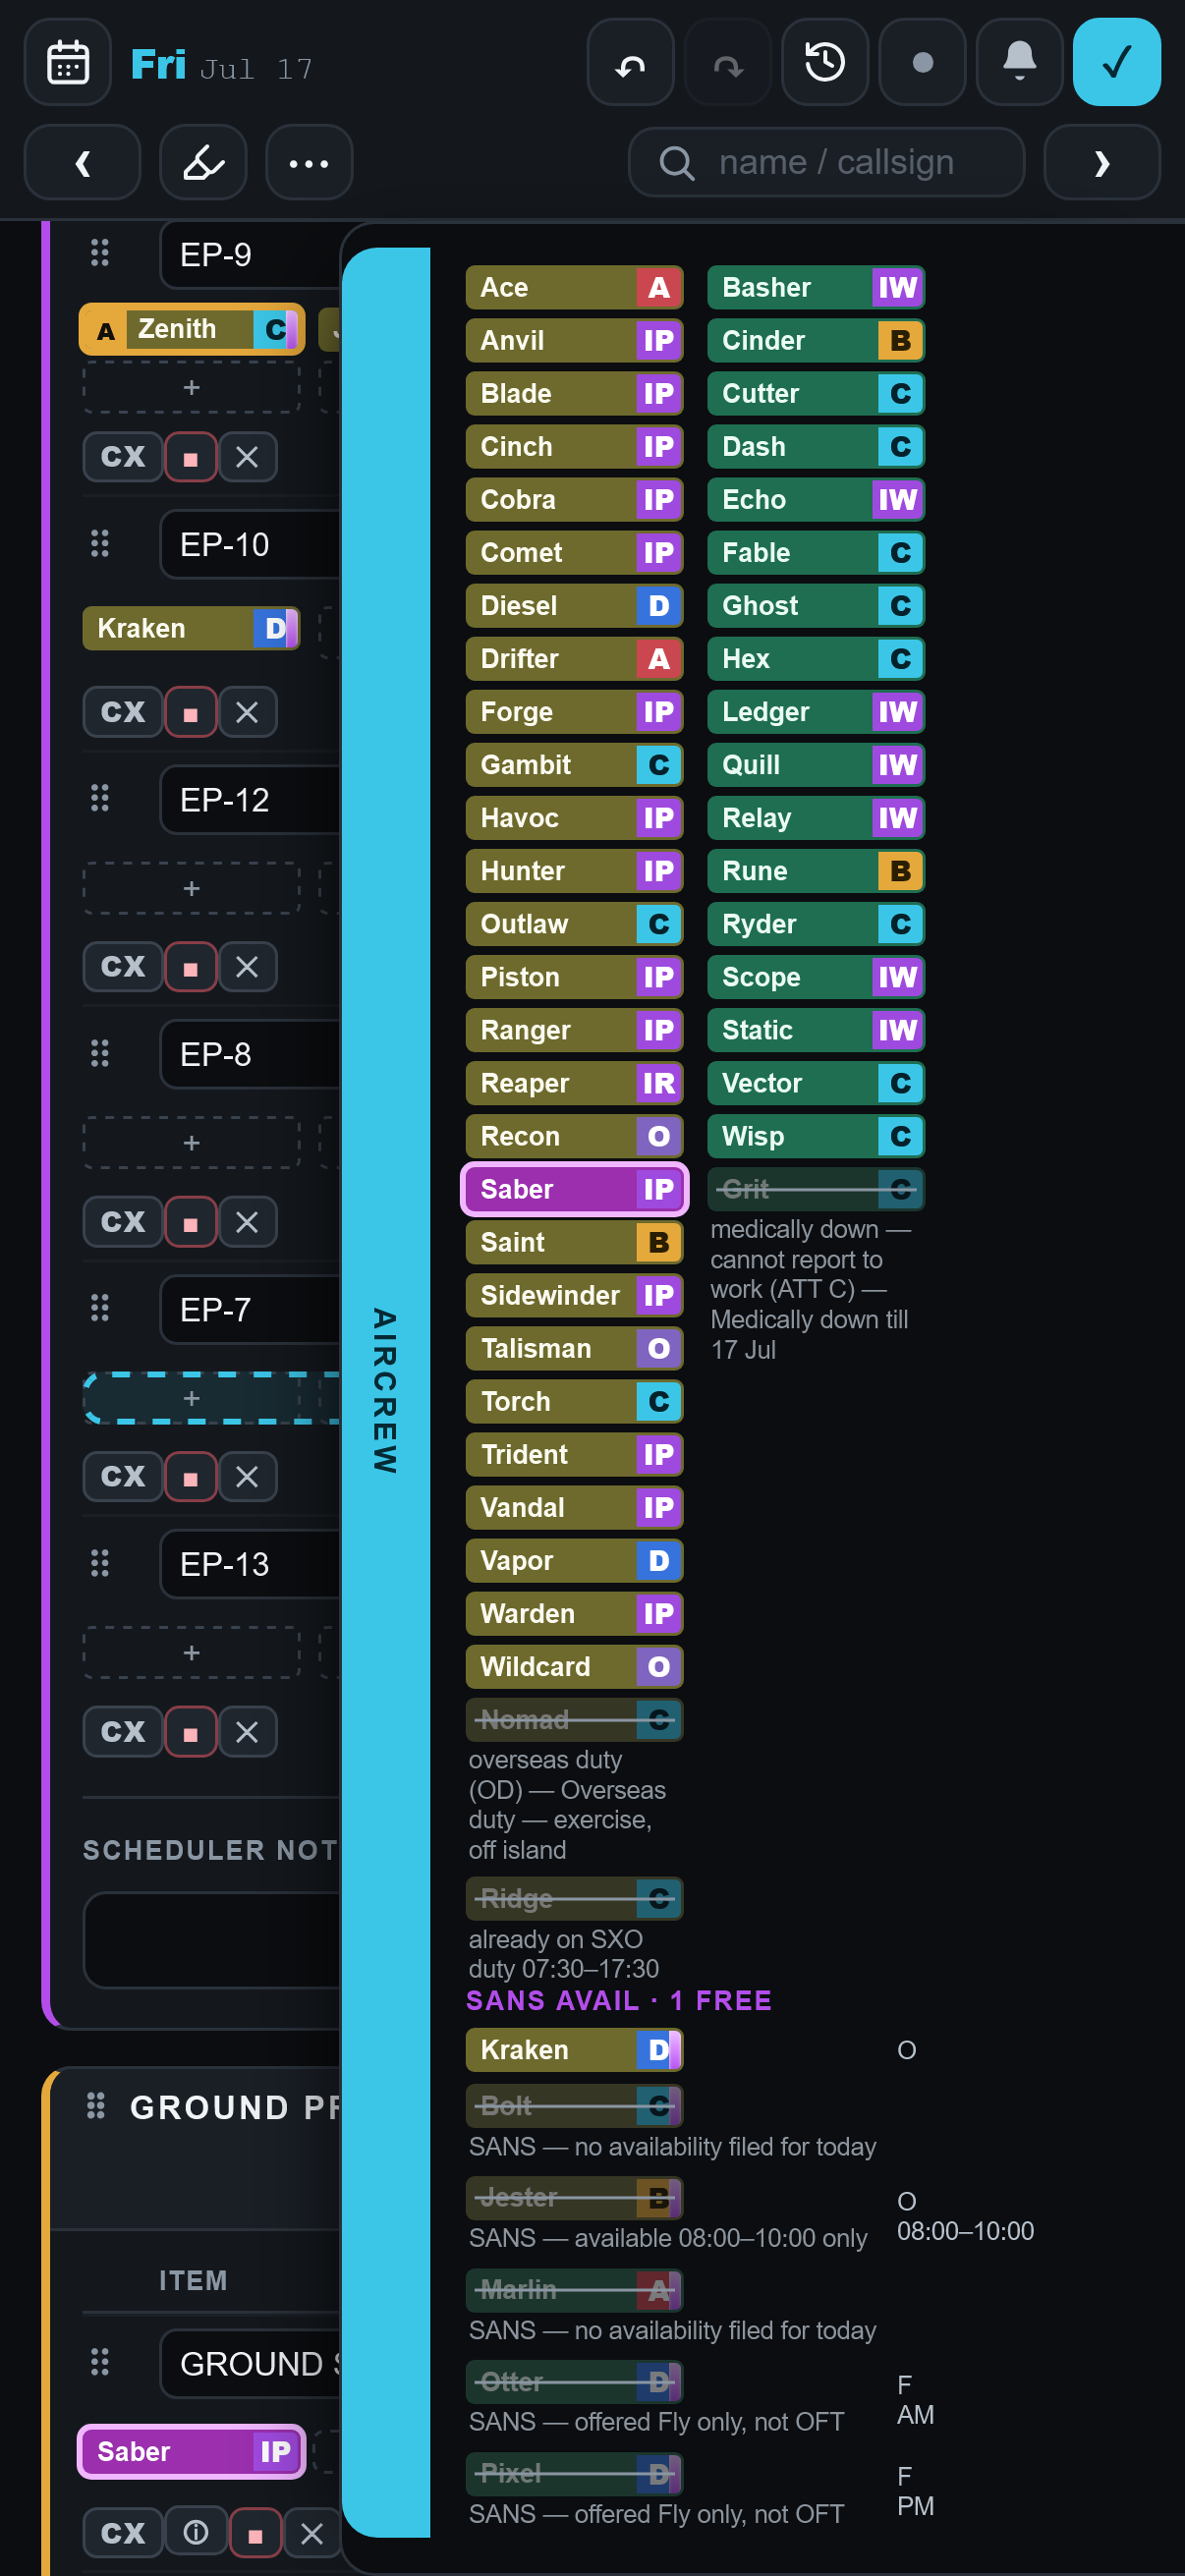 Fri Jul 17
name / callsign
EP-9
A Zenith C
+
CX
EP-10
Kraken D
CX
EP-12
+
CX
EP-8
+
CX
EP-7
+
CX
EP-13
+
CX
SCHEDULER NOT
GROUND PR
ITEM
GROUND S
Saber IP
CX
AIRCREW
Ace A
Anvil IP
Blade IP
Cinch IP
Cobra IP
Comet IP
Diesel D
Drifter A
Forge IP
Gambit C
Havoc IP
Hunter IP
Outlaw C
Piston IP
Ranger IP
Reaper IR
Recon O
Saber IP
Saint B
Sidewinder IP
Talisman O
Torch C
Trident IP
Vandal IP
Vapor D
Warden IP
Wildcard O
Nomad C
overseas duty
(OD) — Overseas
duty — exercise,
off island
Ridge C
already on SXO
duty 07:30–17:30
Basher IW
Cinder B
Cutter C
Dash C
Echo IW
Fable C
Ghost C
Hex C
Ledger IW
Quill IW
Relay IW
Rune B
Ryder C
Scope IW
Static IW
Vector C
Wisp C
Grit C
medically down —
cannot report to
work (ATT C) —
Medically down till
17 Jul
SANS AVAIL · 1 FREE
Kraken D O
Bolt C
SANS — no availability filed for today
Jester B O
08:00–10:00
SANS — available 08:00–10:00 only
Marlin A
SANS — no availability filed for today
Otter D F
AM
SANS — offered Fly only, not OFT
Pixel D F
PM
SANS — offered Fly only, not OFT